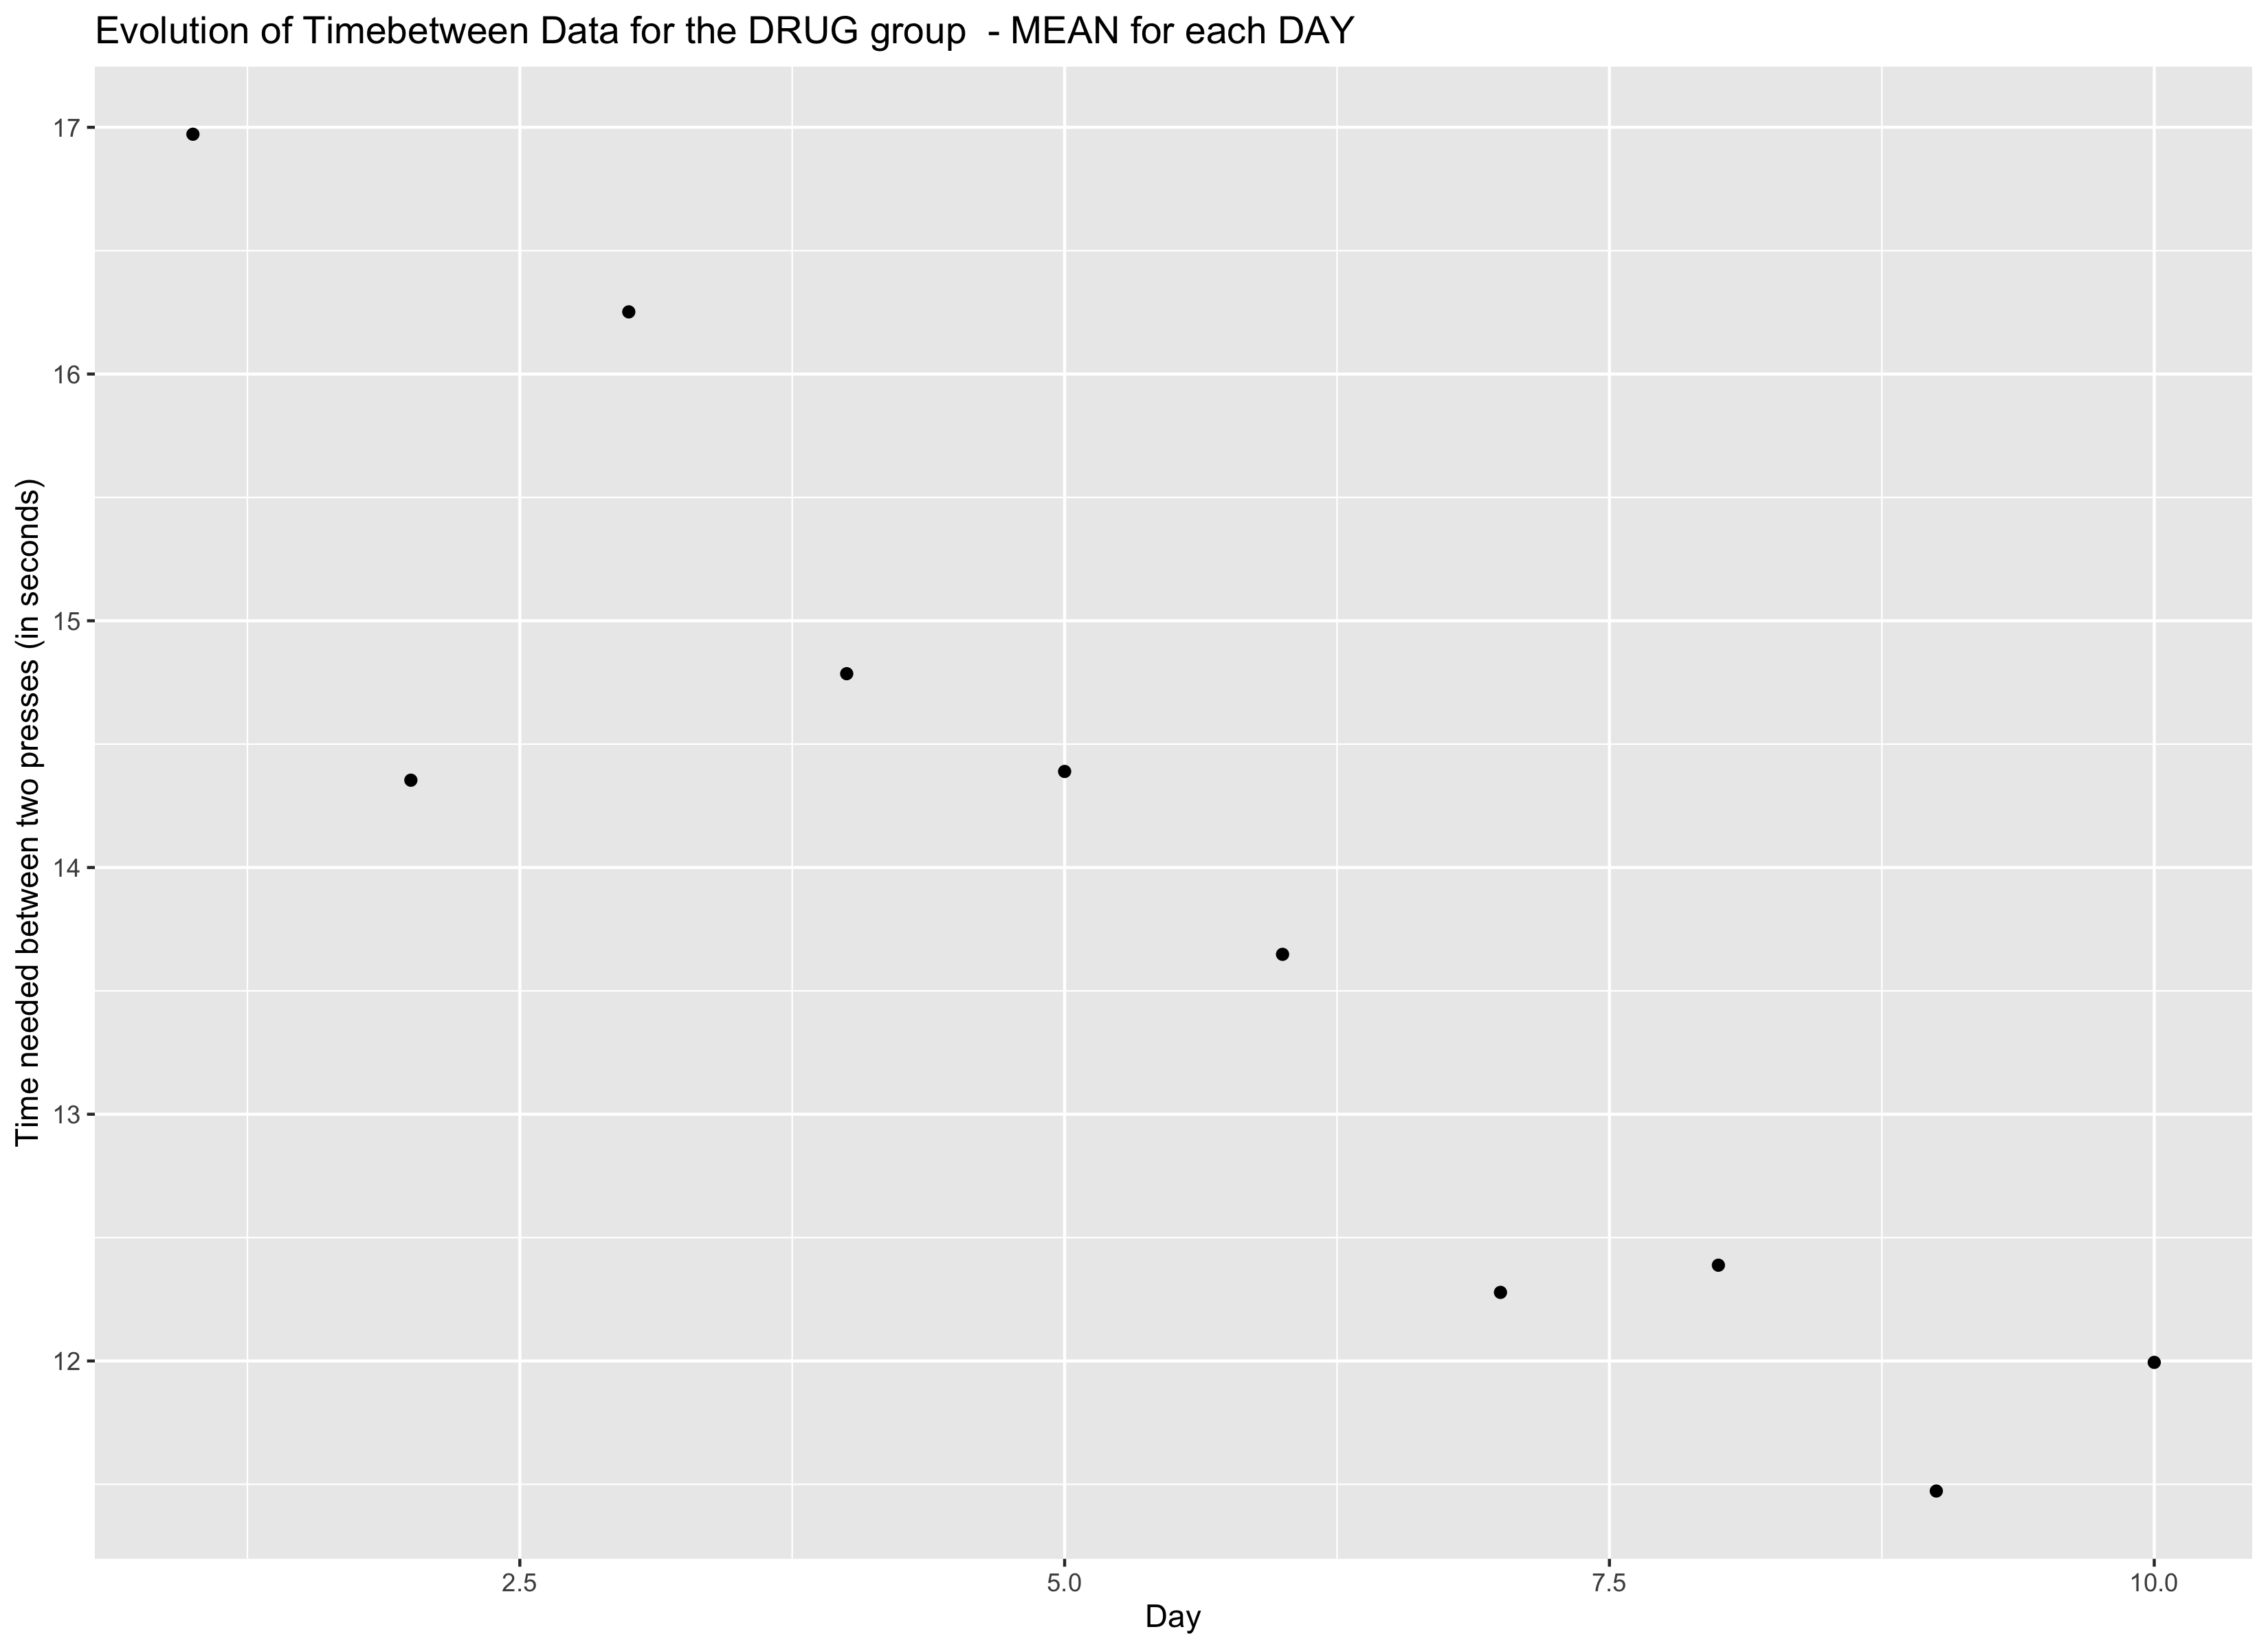 Evolution of Timebetween Data for the DRUG group  - MEAN for each DAY
Time needed between two presses (in seconds)
17
16
15
14
13
12
2.5 5.0 7.5 10.0
Day